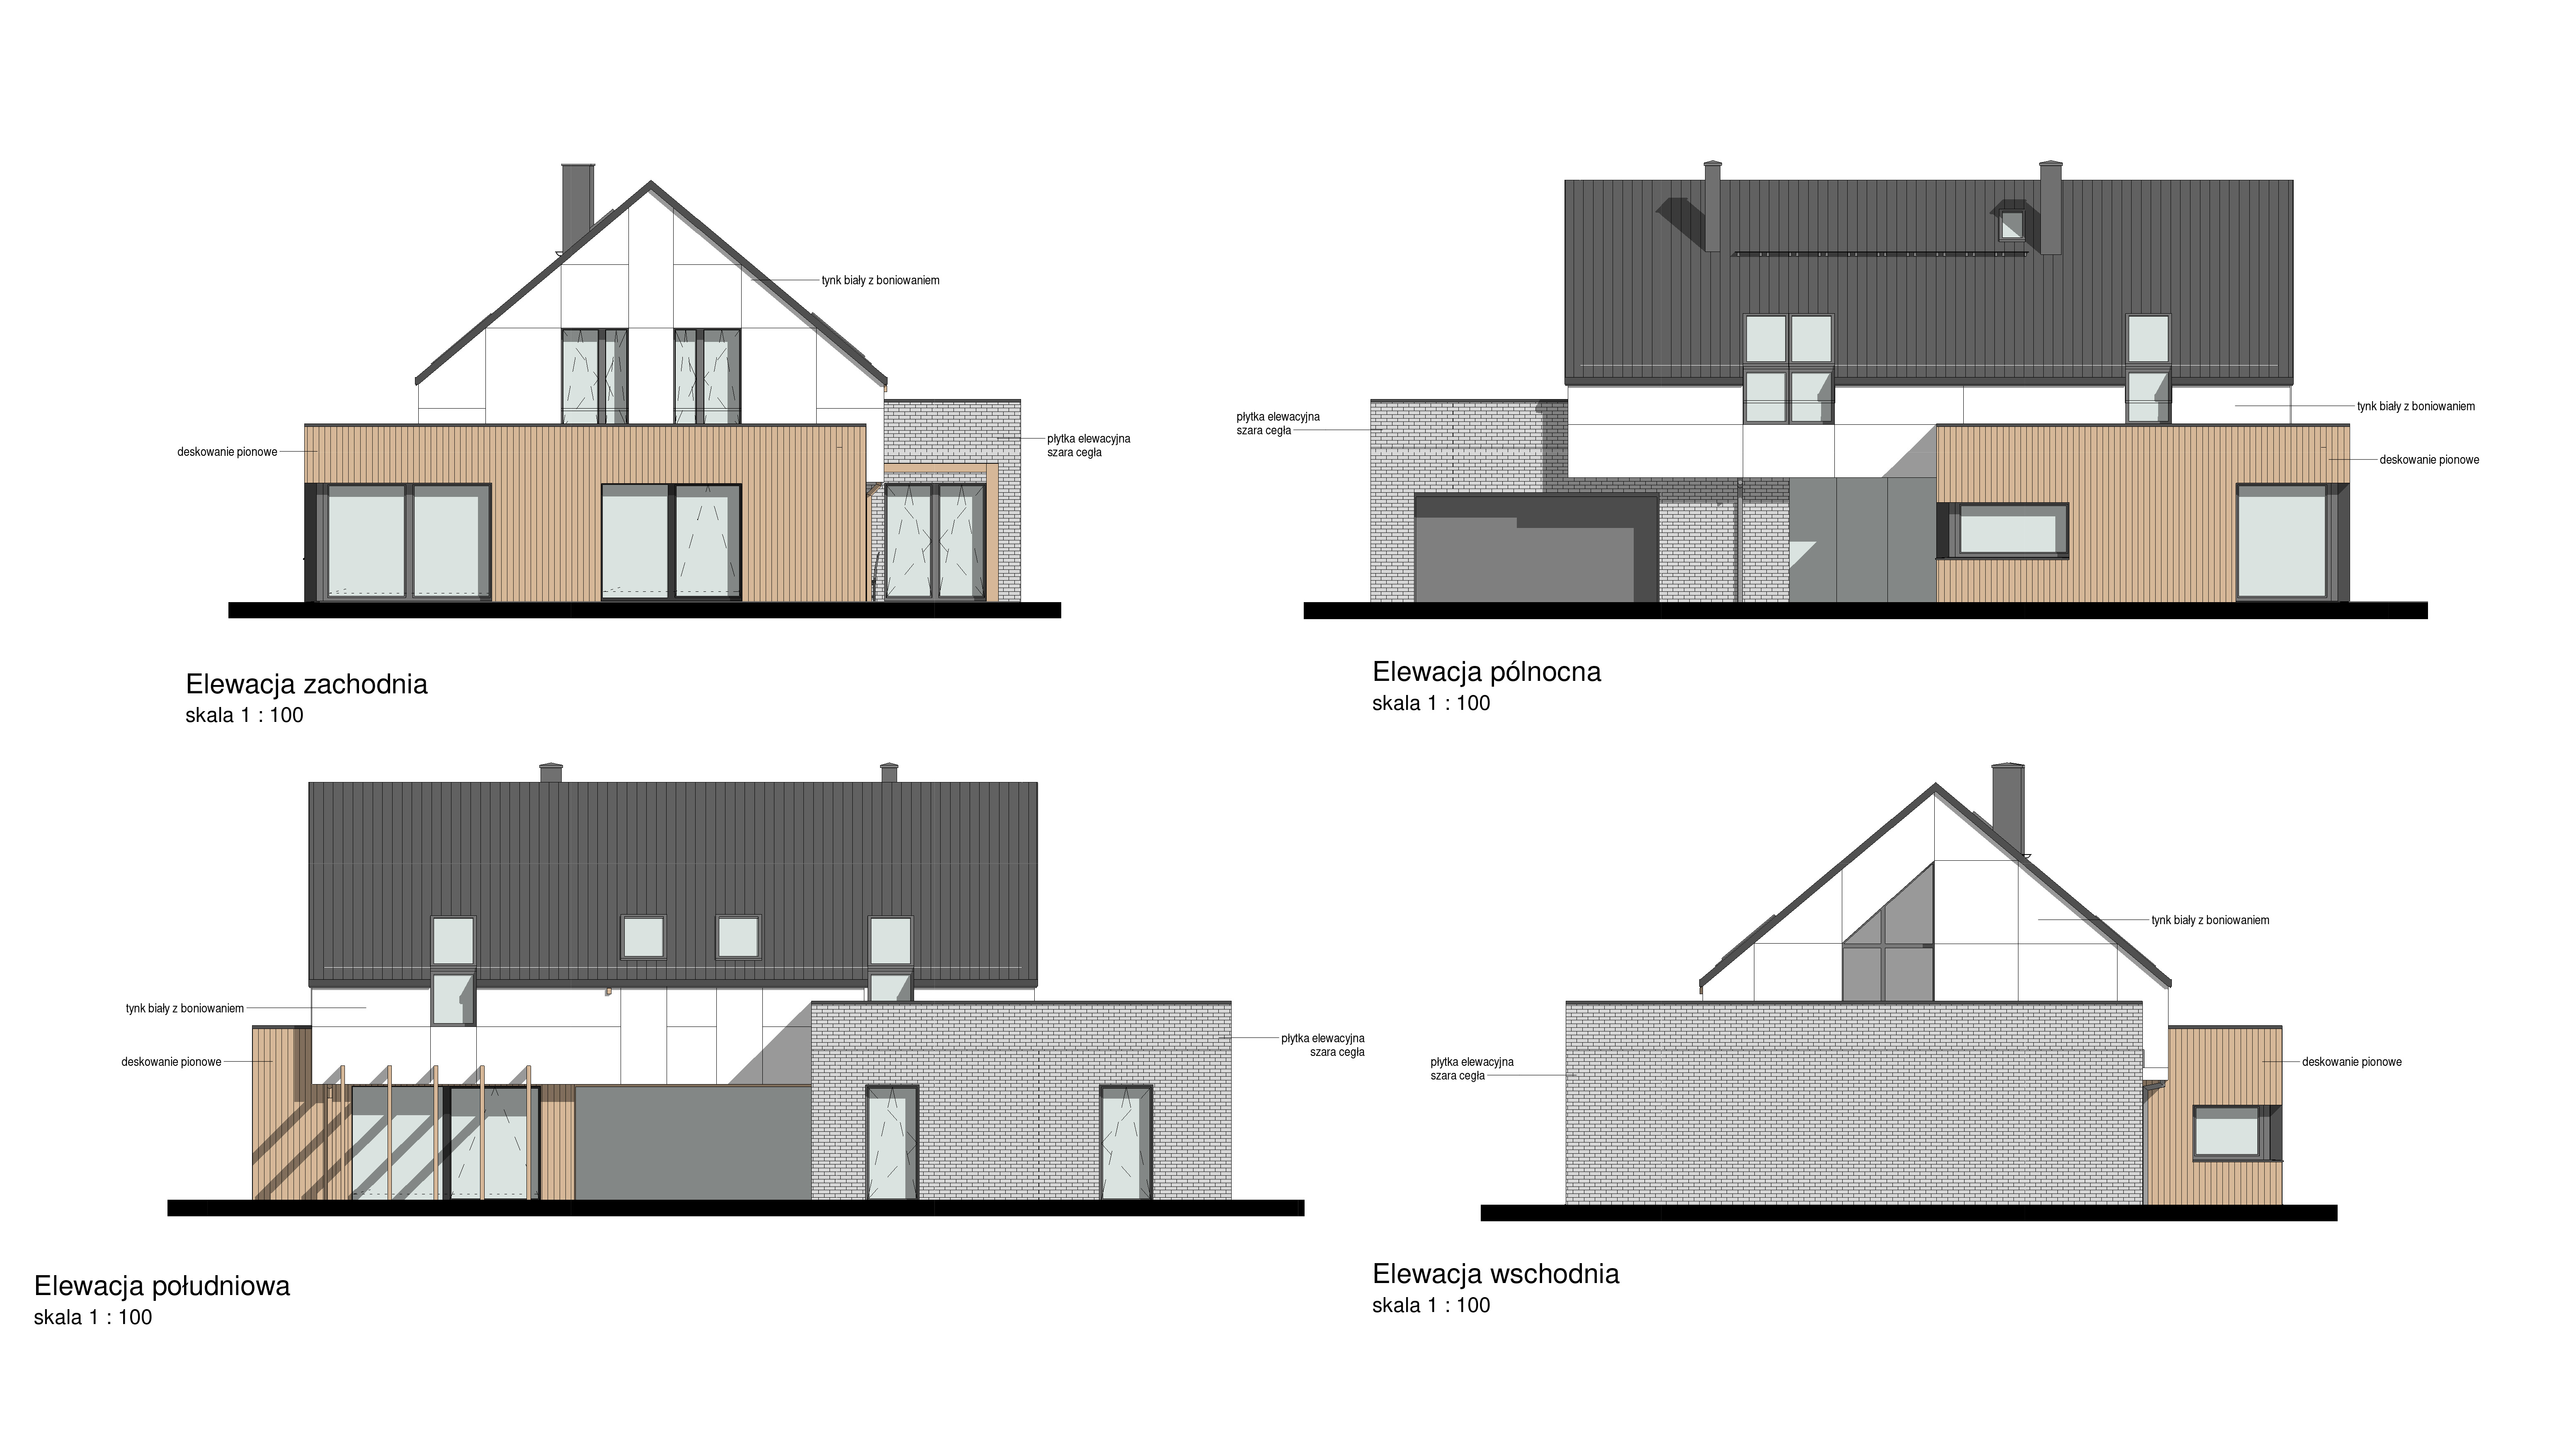 tynk biały z boniowaniem
deskowanie pionowe
płytka elewacyjna
szara cegła
Elewacja zachodnia
skala 1 : 100
płytka elewacyjna
szara cegła
tynk biały z boniowaniem
deskowanie pionowe
Elewacja pólnocna
skala 1 : 100
tynk biały z boniowaniem
deskowanie pionowe
płytka elewacyjna
szara cegła
Elewacja południowa
skala 1 : 100
tynk biały z boniowaniem
płytka elewacyjna
szara cegła
deskowanie pionowe
Elewacja wschodnia
skala 1 : 100